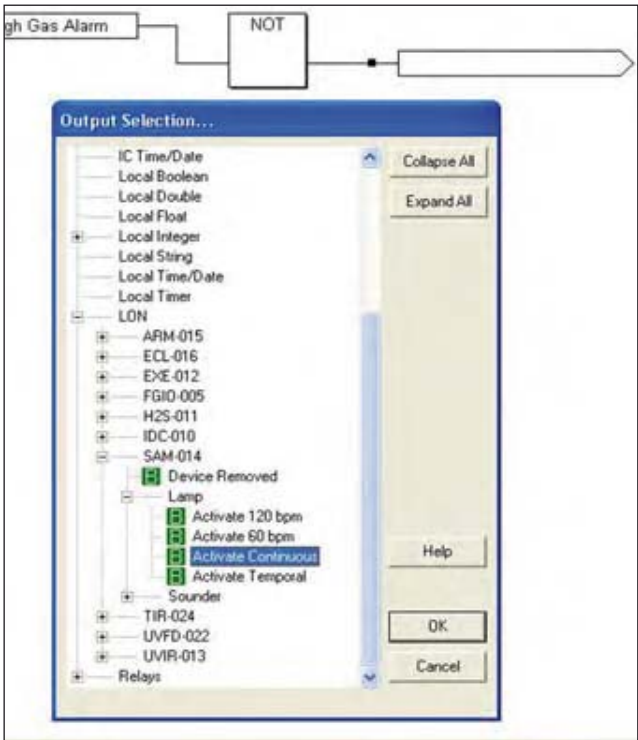 gh Gas Alarm
NOT
Output Selection...
IC Time/Date
Local Boolean
Local Double
Local Float
Local Integer
Local String
Local Time/Date
Local Timer
LON
ARM-015
ECL-016
EXE-012
FGIO-005
H2S-011
IDC-010
SAM-014
B Device Removed
Lamp
B Activate 120 bpm
B Activate 60 bpm
B Activate Continuous
B Activate Temporal
Sounder
TIR-024
UVFD-022
UVIR-013
Relays
Collapse All
Expand All
Help
OK
Cancel